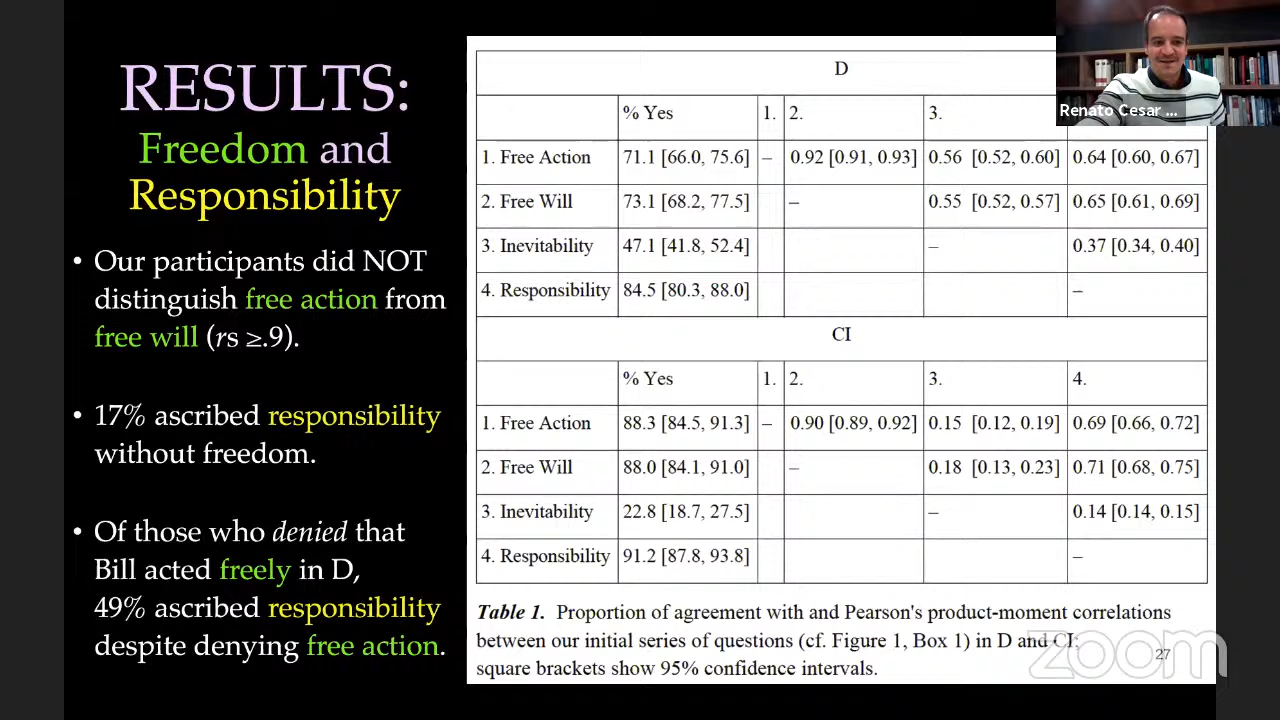 RESULTS:
Freedom and
Responsibility
• Our participants did NOT
distinguish free action from
free will (rs ≥.9).
• 17% ascribed responsibility
without freedom.
• Of those who denied that
Bill acted freely in D,
49% ascribed responsibility
despite denying free action.
D
% Yes 1. 2. 3.
1. Free Action 71.1 [66.0, 75.6] – 0.92 [0.91, 0.93] 0.56 [0.52, 0.60] 0.64 [0.60, 0.67]
2. Free Will 73.1 [68.2, 77.5] – 0.55 [0.52, 0.57] 0.65 [0.61, 0.69]
3. Inevitability 47.1 [41.8, 52.4] – 0.37 [0.34, 0.40]
4. Responsibility 84.5 [80.3, 88.0] –
CI
% Yes 1. 2. 3. 4.
1. Free Action 88.3 [84.5, 91.3] – 0.90 [0.89, 0.92] 0.15 [0.12, 0.19] 0.69 [0.66, 0.72]
2. Free Will 88.0 [84.1, 91.0] – 0.18 [0.13, 0.23] 0.71 [0.68, 0.75]
3. Inevitability 22.8 [18.7, 27.5] – 0.14 [0.14, 0.15]
4. Responsibility 91.2 [87.8, 93.8] –
Table 1. Proportion of agreement with and Pearson's product-moment correlations
between our initial series of questions (cf. Figure 1, Box 1) in D and CI;
square brackets show 95% confidence intervals.
27
zoom
Renato Cesar ...